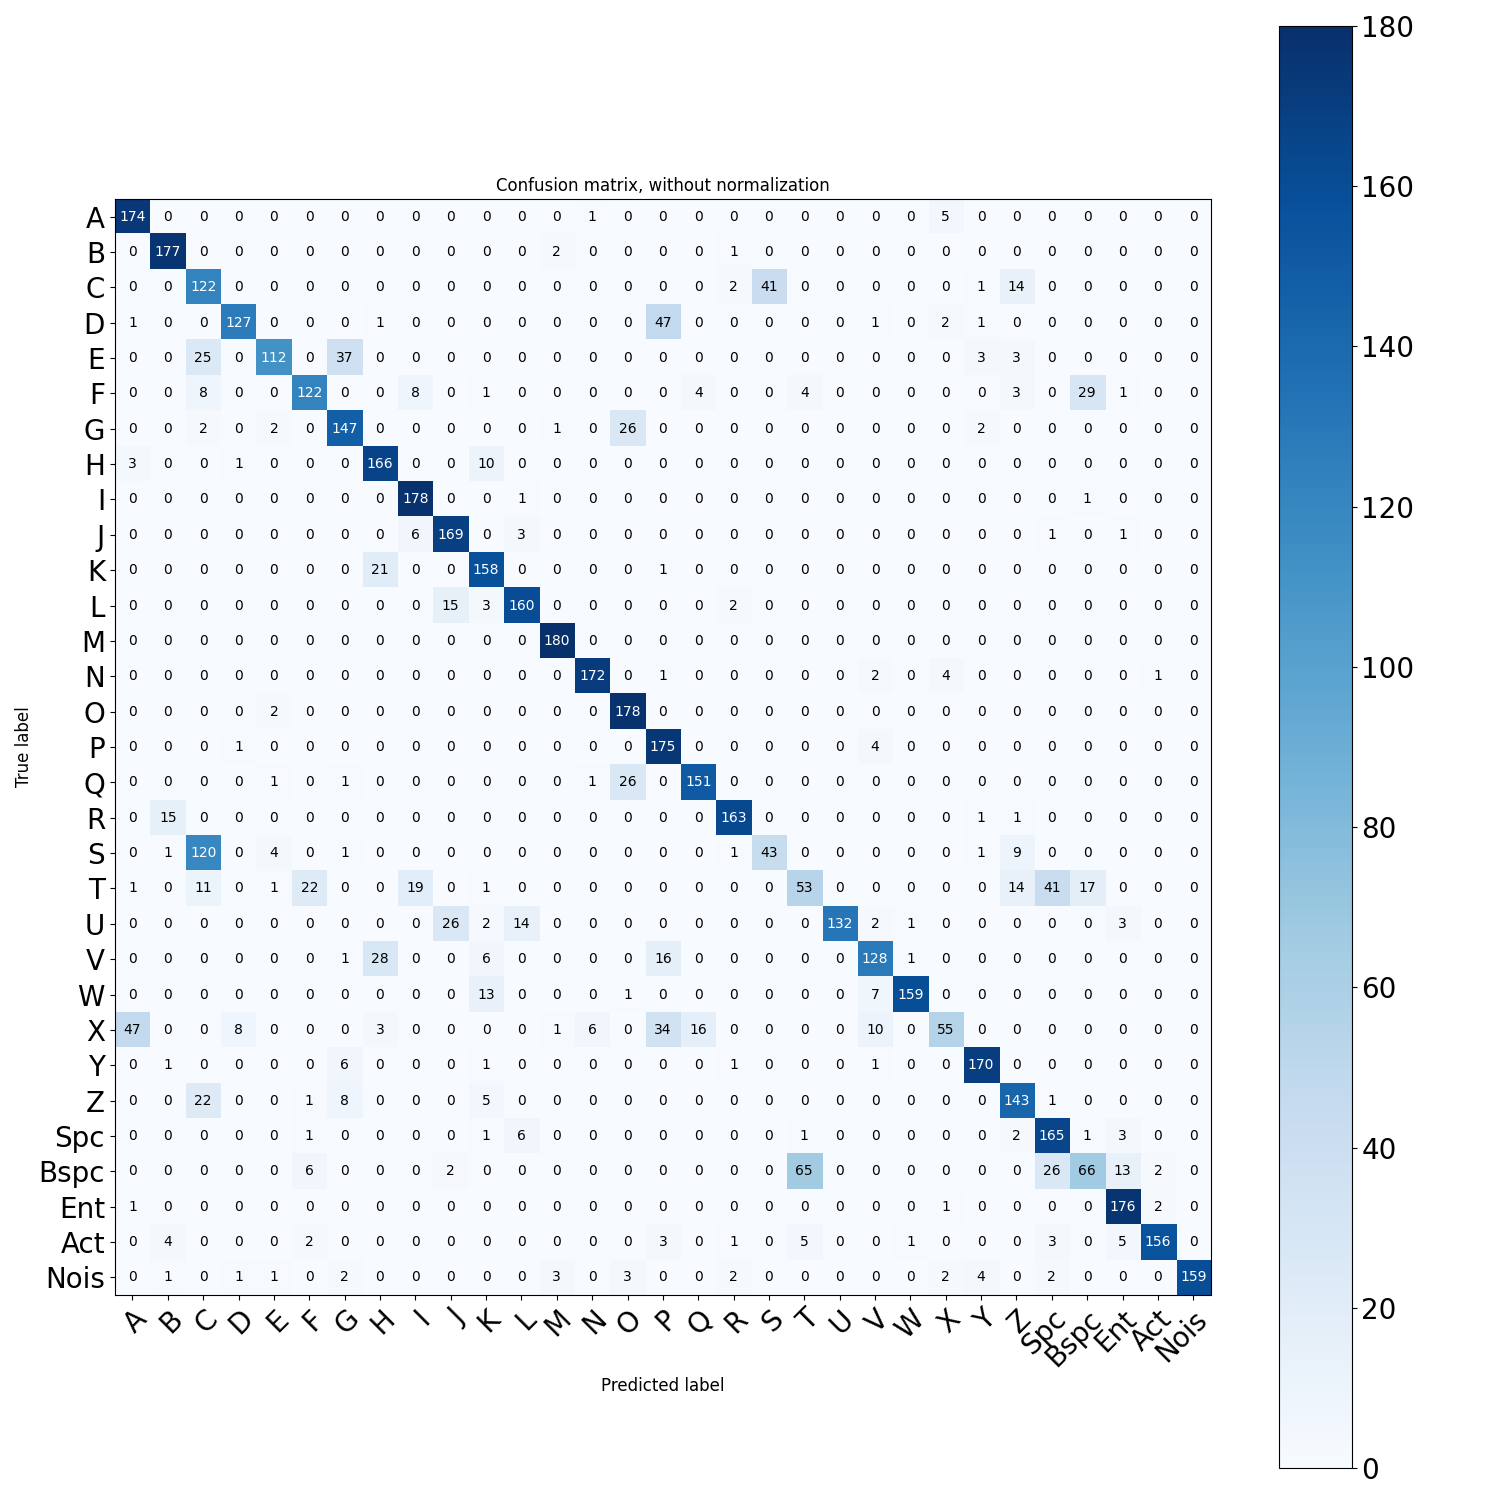 Confusion matrix, without normalization
A 174 0 0 0 0 0 0 0 0 0 0 0 0 1 0 0 0 0 0 0 0 0 0 5 0 0 0 0 0 0 0
B 0 177 0 0 0 0 0 0 0 0 0 0 2 0 0 0 0 1 0 0 0 0 0 0 0 0 0 0 0 0 0
C 0 0 122 0 0 0 0 0 0 0 0 0 0 0 0 0 0 2 41 0 0 0 0 0 1 14 0 0 0 0 0
D 1 0 0 127 0 0 0 1 0 0 0 0 0 0 0 47 0 0 0 0 0 1 0 2 1 0 0 0 0 0 0
E 0 0 25 0 112 0 37 0 0 0 0 0 0 0 0 0 0 0 0 0 0 0 0 0 3 3 0 0 0 0 0
F 0 0 8 0 0 122 0 0 8 0 1 0 0 0 0 0 4 0 0 4 0 0 0 0 0 3 0 29 1 0 0
G 0 0 2 0 2 0 147 0 0 0 0 0 1 0 26 0 0 0 0 0 0 0 0 0 2 0 0 0 0 0 0
H 3 0 0 1 0 0 0 166 0 0 10 0 0 0 0 0 0 0 0 0 0 0 0 0 0 0 0 0 0 0 0
I 0 0 0 0 0 0 0 0 178 0 0 1 0 0 0 0 0 0 0 0 0 0 0 0 0 0 0 1 0 0 0
J 0 0 0 0 0 0 0 0 6 169 0 3 0 0 0 0 0 0 0 0 0 0 0 0 0 0 1 0 1 0 0
K 0 0 0 0 0 0 0 21 0 0 158 0 0 0 0 1 0 0 0 0 0 0 0 0 0 0 0 0 0 0 0
L 0 0 0 0 0 0 0 0 0 15 3 160 0 0 0 0 0 2 0 0 0 0 0 0 0 0 0 0 0 0 0
M 0 0 0 0 0 0 0 0 0 0 0 0 180 0 0 0 0 0 0 0 0 0 0 0 0 0 0 0 0 0 0
N 0 0 0 0 0 0 0 0 0 0 0 0 0 172 0 1 0 0 0 0 0 2 0 4 0 0 0 0 0 1 0
O 0 0 0 0 2 0 0 0 0 0 0 0 0 0 178 0 0 0 0 0 0 0 0 0 0 0 0 0 0 0 0
P 0 0 0 1 0 0 0 0 0 0 0 0 0 0 0 175 0 0 0 0 0 4 0 0 0 0 0 0 0 0 0
Q 0 0 0 0 1 0 1 0 0 0 0 0 0 1 26 0 151 0 0 0 0 0 0 0 0 0 0 0 0 0 0
R 0 15 0 0 0 0 0 0 0 0 0 0 0 0 0 0 0 163 0 0 0 0 0 0 1 1 0 0 0 0 0
S 0 1 120 0 4 0 1 0 0 0 0 0 0 0 0 0 0 1 43 0 0 0 0 0 1 9 0 0 0 0 0
T 1 0 11 0 1 22 0 0 19 0 1 0 0 0 0 0 0 0 0 53 0 0 0 0 0 14 41 17 0 0 0
U 0 0 0 0 0 0 0 0 0 26 2 14 0 0 0 0 0 0 0 0 132 2 1 0 0 0 0 0 3 0 0
V 0 0 0 0 0 0 1 28 0 0 6 0 0 0 0 16 0 0 0 0 0 128 1 0 0 0 0 0 0 0 0
W 0 0 0 0 0 0 0 0 0 0 13 0 0 0 1 0 0 0 0 0 0 7 159 0 0 0 0 0 0 0 0
X 47 0 0 8 0 0 0 3 0 0 0 0 1 6 0 34 16 0 0 0 0 10 0 55 0 0 0 0 0 0 0
Y 0 1 0 0 0 0 6 0 0 0 1 0 0 0 0 0 0 1 0 0 0 1 0 0 170 0 0 0 0 0 0
Z 0 0 22 0 0 1 8 0 0 0 5 0 0 0 0 0 0 0 0 0 0 0 0 0 0 143 1 0 0 0 0
Spc 0 0 0 0 0 1 0 0 0 0 1 6 0 0 0 0 0 0 0 1 0 0 0 0 0 2 165 1 3 0 0
Bspc 0 0 0 0 0 6 0 0 0 2 0 0 0 0 0 0 0 0 0 65 0 0 0 0 0 0 26 66 13 2 0
Ent 1 0 0 0 0 0 0 0 0 0 0 0 0 0 0 0 0 0 0 0 0 0 0 1 0 0 0 0 176 2 0
Act 0 4 0 0 0 2 0 0 0 0 0 0 0 0 0 3 0 1 0 5 0 0 1 0 0 0 3 0 5 156 0
Nois 0 1 0 1 1 0 2 0 0 0 0 0 3 0 3 0 0 2 0 0 0 0 0 2 4 0 2 0 0 0 159
A B C D E F G H I J K L M N O P Q R S T U V W X Y Z Spc Bspc Ent Act Nois
Predicted label
True label
180
160
140
120
100
80
60
40
20
0